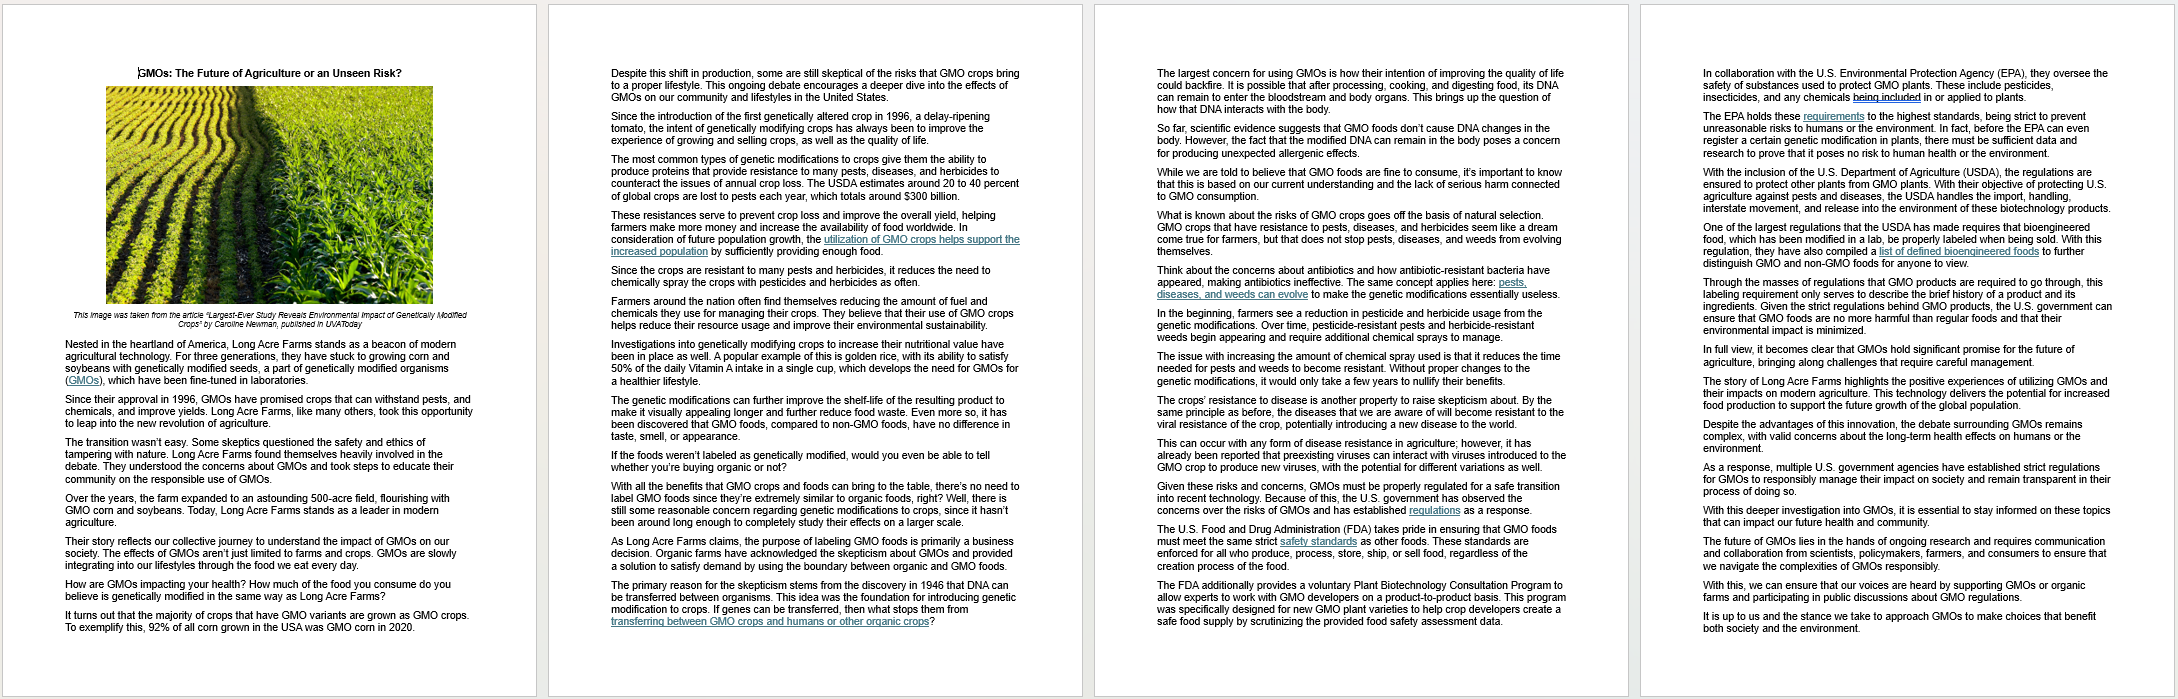 GMOs: The Future of Agriculture or an Unseen Risk?
This image was taken from the article "Largest-Ever Study Reveals Environmental Impact of Genetically Modified
Crops" by Caroline Newman, published in UVAToday
Nested in the heartland of America, Long Acre Farms stands as a beacon of modern
agricultural technology. For three generations, they have stuck to growing corn and
soybeans with genetically modified seeds, a part of genetically modified organisms
(GMOs), which have been fine-tuned in laboratories.
Since their approval in 1996, GMOs have promised crops that can withstand pests, and
chemicals, and improve yields. Long Acre Farms, like many others, took this opportunity
to leap into the new revolution of agriculture.
The transition wasn't easy. Some skeptics questioned the safety and ethics of
tampering with nature. Long Acre Farms found themselves heavily involved in the
debate. They understood the concerns about GMOs and took steps to educate their
community on the responsible use of GMOs.
Over the years, the farm expanded to an astounding 500-acre field, flourishing with
GMO corn and soybeans. Today, Long Acre Farms stands as a leader in modern
agriculture.
Their story reflects our collective journey to understand the impact of GMOs on our
society. The effects of GMOs aren't just limited to farms and crops. GMOs are slowly
integrating into our lifestyles through the food we eat every day.
How are GMOs impacting your health? How much of the food you consume do you
believe is genetically modified in the same way as Long Acre Farms?
It turns out that the majority of crops that have GMO variants are grown as GMO crops.
To exemplify this, 92% of all corn grown in the USA was GMO corn in 2020.
Despite this shift in production, some are still skeptical of the risks that GMO crops bring
to a proper lifestyle. This ongoing debate encourages a deeper dive into the effects of
GMOs on our community and lifestyles in the United States.
Since the introduction of the first genetically altered crop in 1996, a delay-ripening
tomato, the intent of genetically modifying crops has always been to improve the
experience of growing and selling crops, as well as the quality of life.
The most common types of genetic modifications to crops give them the ability to
produce proteins that provide resistance to many pests, diseases, and herbicides to
counteract the issues of annual crop loss. The USDA estimates around 20 to 40 percent
of global crops are lost to pests each year, which totals around $300 billion.
These resistances serve to prevent crop loss and improve the overall yield, helping
farmers make more money and increase the availability of food worldwide. In
consideration of future population growth, the utilization of GMO crops helps support the
increased population by sufficiently providing enough food.
Since the crops are resistant to many pests and herbicides, it reduces the need to
chemically spray the crops with pesticides and herbicides as often.
Farmers around the nation often find themselves reducing the amount of fuel and
chemicals they use for managing their crops. They believe that their use of GMO crops
helps reduce their resource usage and improve their environmental sustainability.
Investigations into genetically modifying crops to increase their nutritional value have
been in place as well. A popular example of this is golden rice, with its ability to satisfy
50% of the daily Vitamin A intake in a single cup, which develops the need for GMOs for
a healthier lifestyle.
The genetic modifications can further improve the shelf-life of the resulting product to
make it visually appealing longer and further reduce food waste. Even more so, it has
been discovered that GMO foods, compared to non-GMO foods, have no difference in
taste, smell, or appearance.
If the foods weren't labeled as genetically modified, would you even be able to tell
whether you're buying organic or not?
With all the benefits that GMO crops and foods can bring to the table, there's no need to
label GMO foods since they're extremely similar to organic foods, right? Well, there is
still some reasonable concern regarding genetic modifications to crops, since it hasn't
been around long enough to completely study their effects on a larger scale.
As Long Acre Farms claims, the purpose of labeling GMO foods is primarily a business
decision. Organic farms have acknowledged the skepticism about GMOs and provided
a solution to satisfy demand by using the boundary between organic and GMO foods.
The primary reason for the skepticism stems from the discovery in 1946 that DNA can
be transferred between organisms. This idea was the foundation for introducing genetic
modification to crops. If genes can be transferred, then what stops them from
transferring between GMO crops and humans or other organic crops?
The largest concern for using GMOs is how their intention of improving the quality of life
could backfire. It is possible that after processing, cooking, and digesting food, its DNA
can remain to enter the bloodstream and body organs. This brings up the question of
how that DNA interacts with the body.
So far, scientific evidence suggests that GMO foods don't cause DNA changes in the
body. However, the fact that the modified DNA can remain in the body poses a concern
for producing unexpected allergenic effects.
While we are told to believe that GMO foods are fine to consume, it's important to know
that this is based on our current understanding and the lack of serious harm connected
to GMO consumption.
What is known about the risks of GMO crops goes off the basis of natural selection.
GMO crops that have resistance to pests, diseases, and herbicides seem like a dream
come true for farmers, but that does not stop pests, diseases, and weeds from evolving
themselves.
Think about the concerns about antibiotics and how antibiotic-resistant bacteria have
appeared, making antibiotics ineffective. The same concept applies here: pests,
diseases, and weeds can evolve to make the genetic modifications essentially useless.
In the beginning, farmers see a reduction in pesticide and herbicide usage from the
genetic modifications. Over time, pesticide-resistant pests and herbicide-resistant
weeds begin appearing and require additional chemical sprays to manage.
The issue with increasing the amount of chemical spray used is that it reduces the time
needed for pests and weeds to become resistant. Without proper changes to the
genetic modifications, it would only take a few years to nullify their benefits.
The crops' resistance to disease is another property to raise skepticism about. By the
same principle as before, the diseases that we are aware of will become resistant to the
viral resistance of the crop, potentially introducing a new disease to the world.
This can occur with any form of disease resistance in agriculture; however, it has
already been reported that preexisting viruses can interact with viruses introduced to the
GMO crop to produce new viruses, with the potential for different variations as well.
Given these risks and concerns, GMOs must be properly regulated for a safe transition
into recent technology. Because of this, the U.S. government has observed the
concerns over the risks of GMOs and has established regulations as a response.
The U.S. Food and Drug Administration (FDA) takes pride in ensuring that GMO foods
must meet the same strict safety standards as other foods. These standards are
enforced for all who produce, process, store, ship, or sell food, regardless of the
creation process of the food.
The FDA additionally provides a voluntary Plant Biotechnology Consultation Program to
allow experts to work with GMO developers on a product-to-product basis. This program
was specifically designed for new GMO plant varieties to help crop developers create a
safe food supply by scrutinizing the provided food safety assessment data.
In collaboration with the U.S. Environmental Protection Agency (EPA), they oversee the
safety of substances used to protect GMO plants. These include pesticides,
insecticides, and any chemicals being included in or applied to plants.
The EPA holds these requirements to the highest standards, being strict to prevent
unreasonable risks to humans or the environment. In fact, before the EPA can even
register a certain genetic modification in plants, there must be sufficient data and
research to prove that it poses no risk to human health or the environment.
With the inclusion of the U.S. Department of Agriculture (USDA), the regulations are
ensured to protect other plants from GMO plants. With their objective of protecting U.S.
agriculture against pests and diseases, the USDA handles the import, handling,
interstate movement, and release into the environment of these biotechnology products.
One of the largest regulations that the USDA has made requires that bioengineered
food, which has been modified in a lab, be properly labeled when being sold. With this
regulation, they have also compiled a list of defined bioengineered foods to further
distinguish GMO and non-GMO foods for anyone to view.
Through the masses of regulations that GMO products are required to go through, this
labeling requirement only serves to describe the brief history of a product and its
ingredients. Given the strict regulations behind GMO products, the U.S. government can
ensure that GMO foods are no more harmful than regular foods and that their
environmental impact is minimized.
In full view, it becomes clear that GMOs hold significant promise for the future of
agriculture, bringing along challenges that require careful management.
The story of Long Acre Farms highlights the positive experiences of utilizing GMOs and
their impacts on modern agriculture. This technology delivers the potential for increased
food production to support the future growth of the global population.
Despite the advantages of this innovation, the debate surrounding GMOs remains
complex, with valid concerns about the long-term health effects on humans or the
environment.
As a response, multiple U.S. government agencies have established strict regulations
for GMOs to responsibly manage their impact on society and remain transparent in their
process of doing so.
With this deeper investigation into GMOs, it is essential to stay informed on these topics
that can impact our future health and community.
The future of GMOs lies in the hands of ongoing research and requires communication
and collaboration from scientists, policymakers, farmers, and consumers to ensure that
we navigate the complexities of GMOs responsibly.
With this, we can ensure that our voices are heard by supporting GMOs or organic
farms and participating in public discussions about GMO regulations.
It is up to us and the stance we take to approach GMOs to make choices that benefit
both society and the environment.